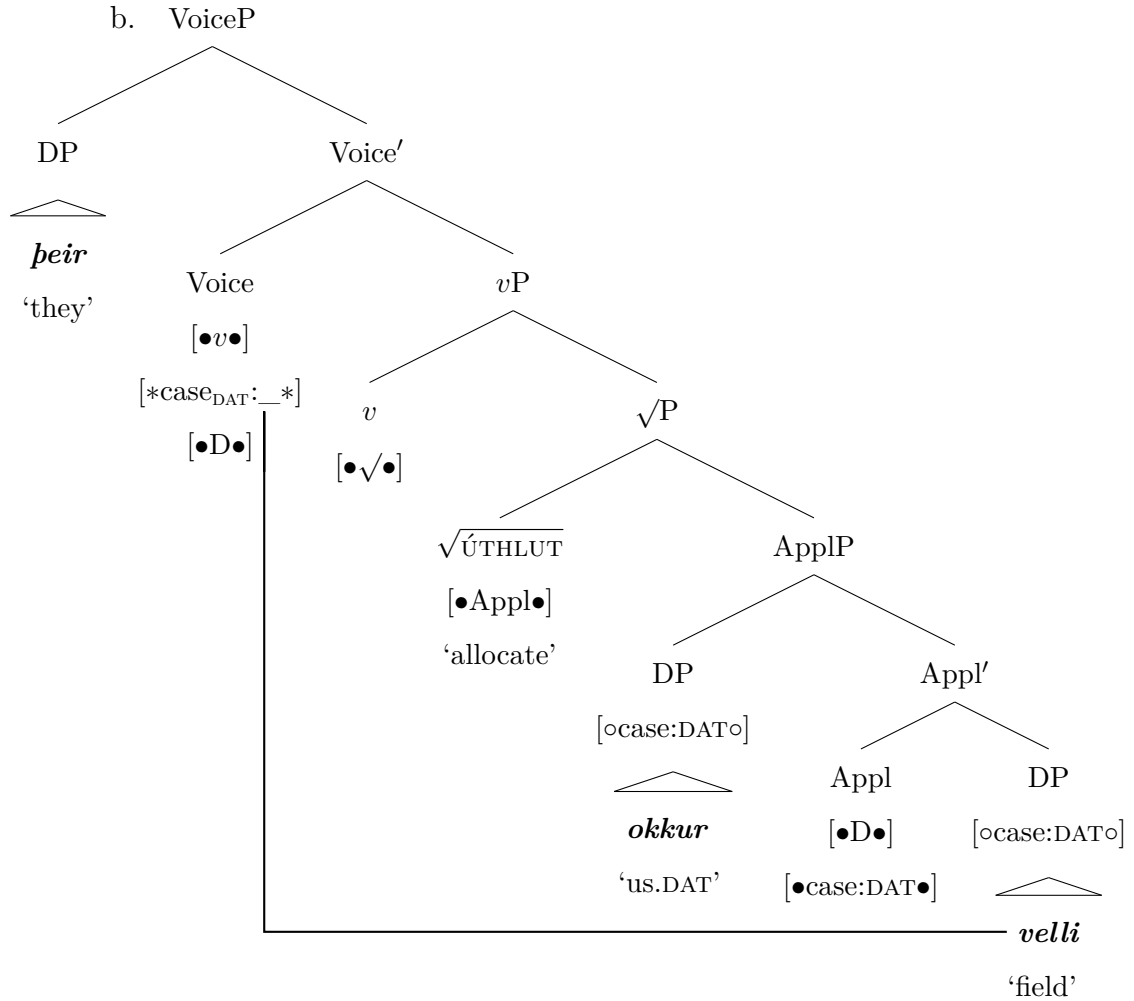 b. VoiceP
DP Voice′
þeir Voice vP
‘they’ [●v●]
[∗case_DAT:__∗] v √P
[●D●] [●√●]
√ÚTHLUT ApplP
[●Appl●]
‘allocate’ DP Appl′
[○case:DAT○]
Appl DP
okkur [●D●] [○case:DAT○]
‘us.DAT’ [●case:DAT●]
velli
‘field’